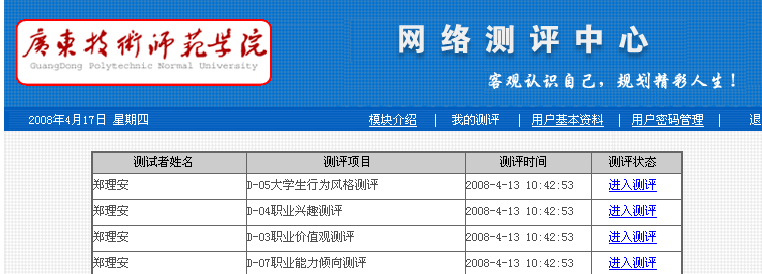 廣東技術師範学院
GuangDong Polytechnic Normal University
网络测评中心
客观认识自己，规划精彩人生！
2008年4月17日 星期四 模块介绍 | 我的测评 | 用户基本资料 | 用户密码管理 | 退
测试者姓名 测评项目 测评时间 测评状态
郑理安 D-05大学生行为风格测评 2008-4-13 10:42:53 进入测评
郑理安 D-04职业兴趣测评 2008-4-13 10:42:53 进入测评
郑理安 D-03职业价值观测评 2008-4-13 10:42:53 进入测评
郑理安 D-07职业能力倾向测评 2008-4-13 10:42:53 进入测评